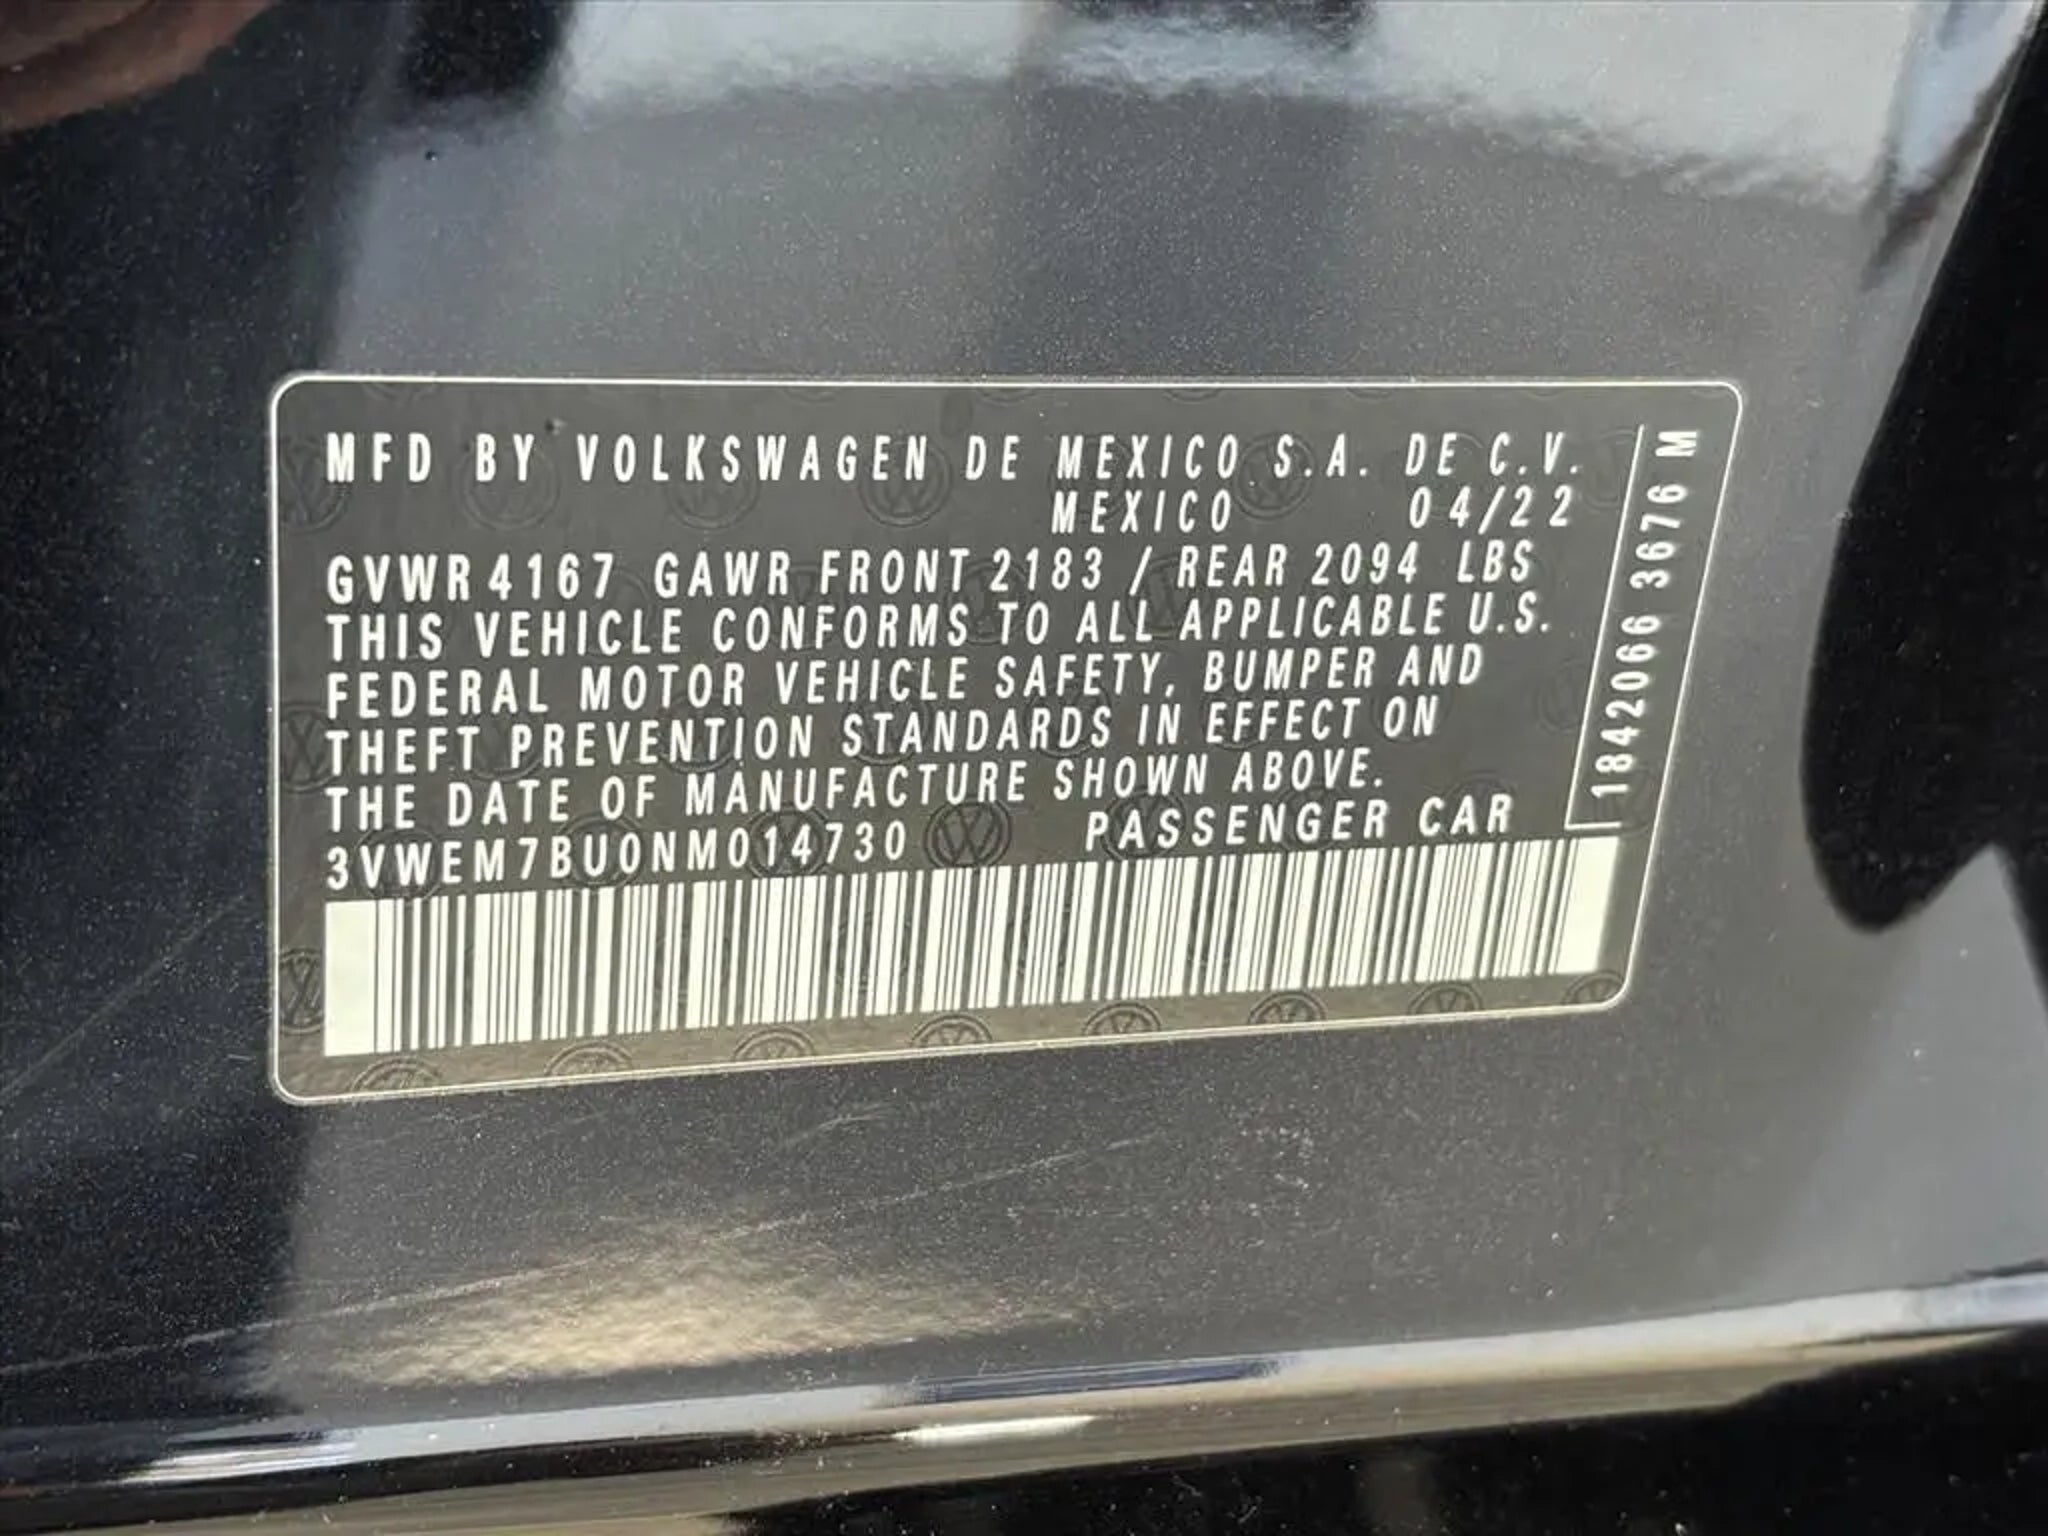 MFD BY VOLKSWAGEN DE MEXICO S.A. DE C.V.
MEXICO 04/22
GVWR 4167 GAWR FRONT 2183 / REAR 2094 LBS
THIS VEHICLE CONFORMS TO ALL APPLICABLE U.S.
FEDERAL MOTOR VEHICLE SAFETY, BUMPER AND
THEFT PREVENTION STANDARDS IN EFFECT ON
THE DATE OF MANUFACTURE SHOWN ABOVE.
3VWEM7BU0NM014730 PASSENGER CAR
1842066 3676 M